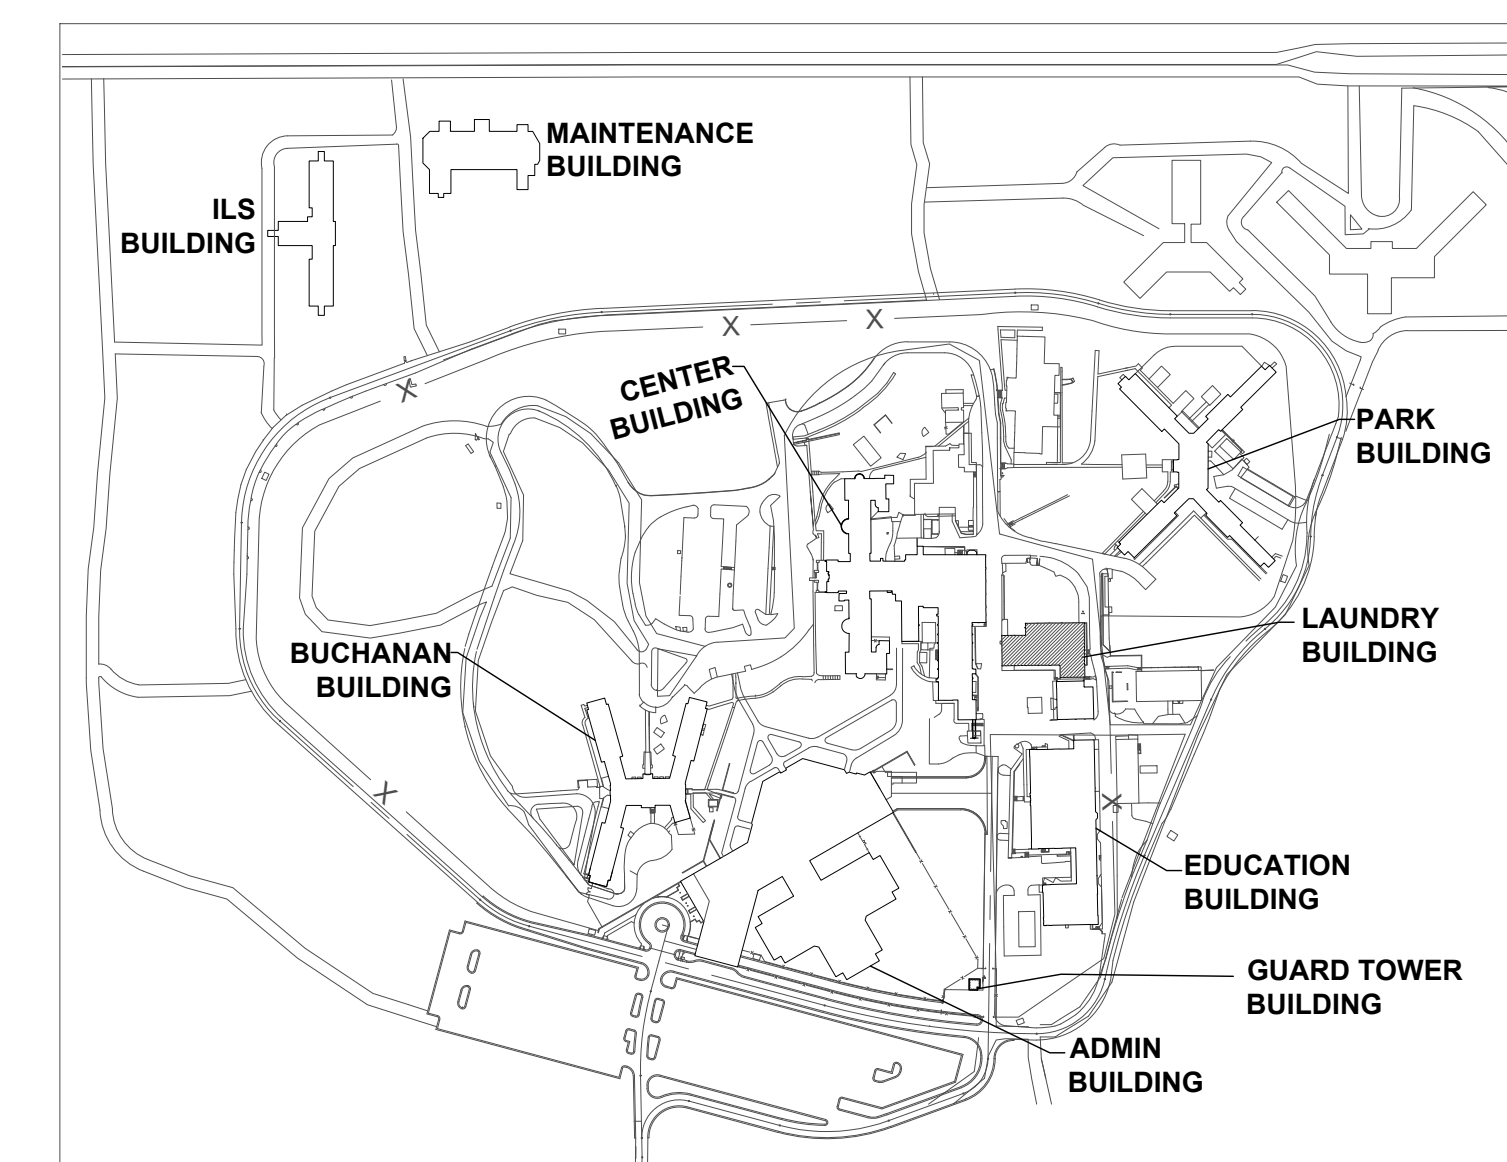 MAINTENANCE
BUILDING
ILS
BUILDING
CENTER
BUILDING
PARK
BUILDING
LAUNDRY
BUILDING
BUCHANAN
BUILDING
EDUCATION
BUILDING
GUARD TOWER
BUILDING
ADMIN
BUILDING
X
X
X
X
X